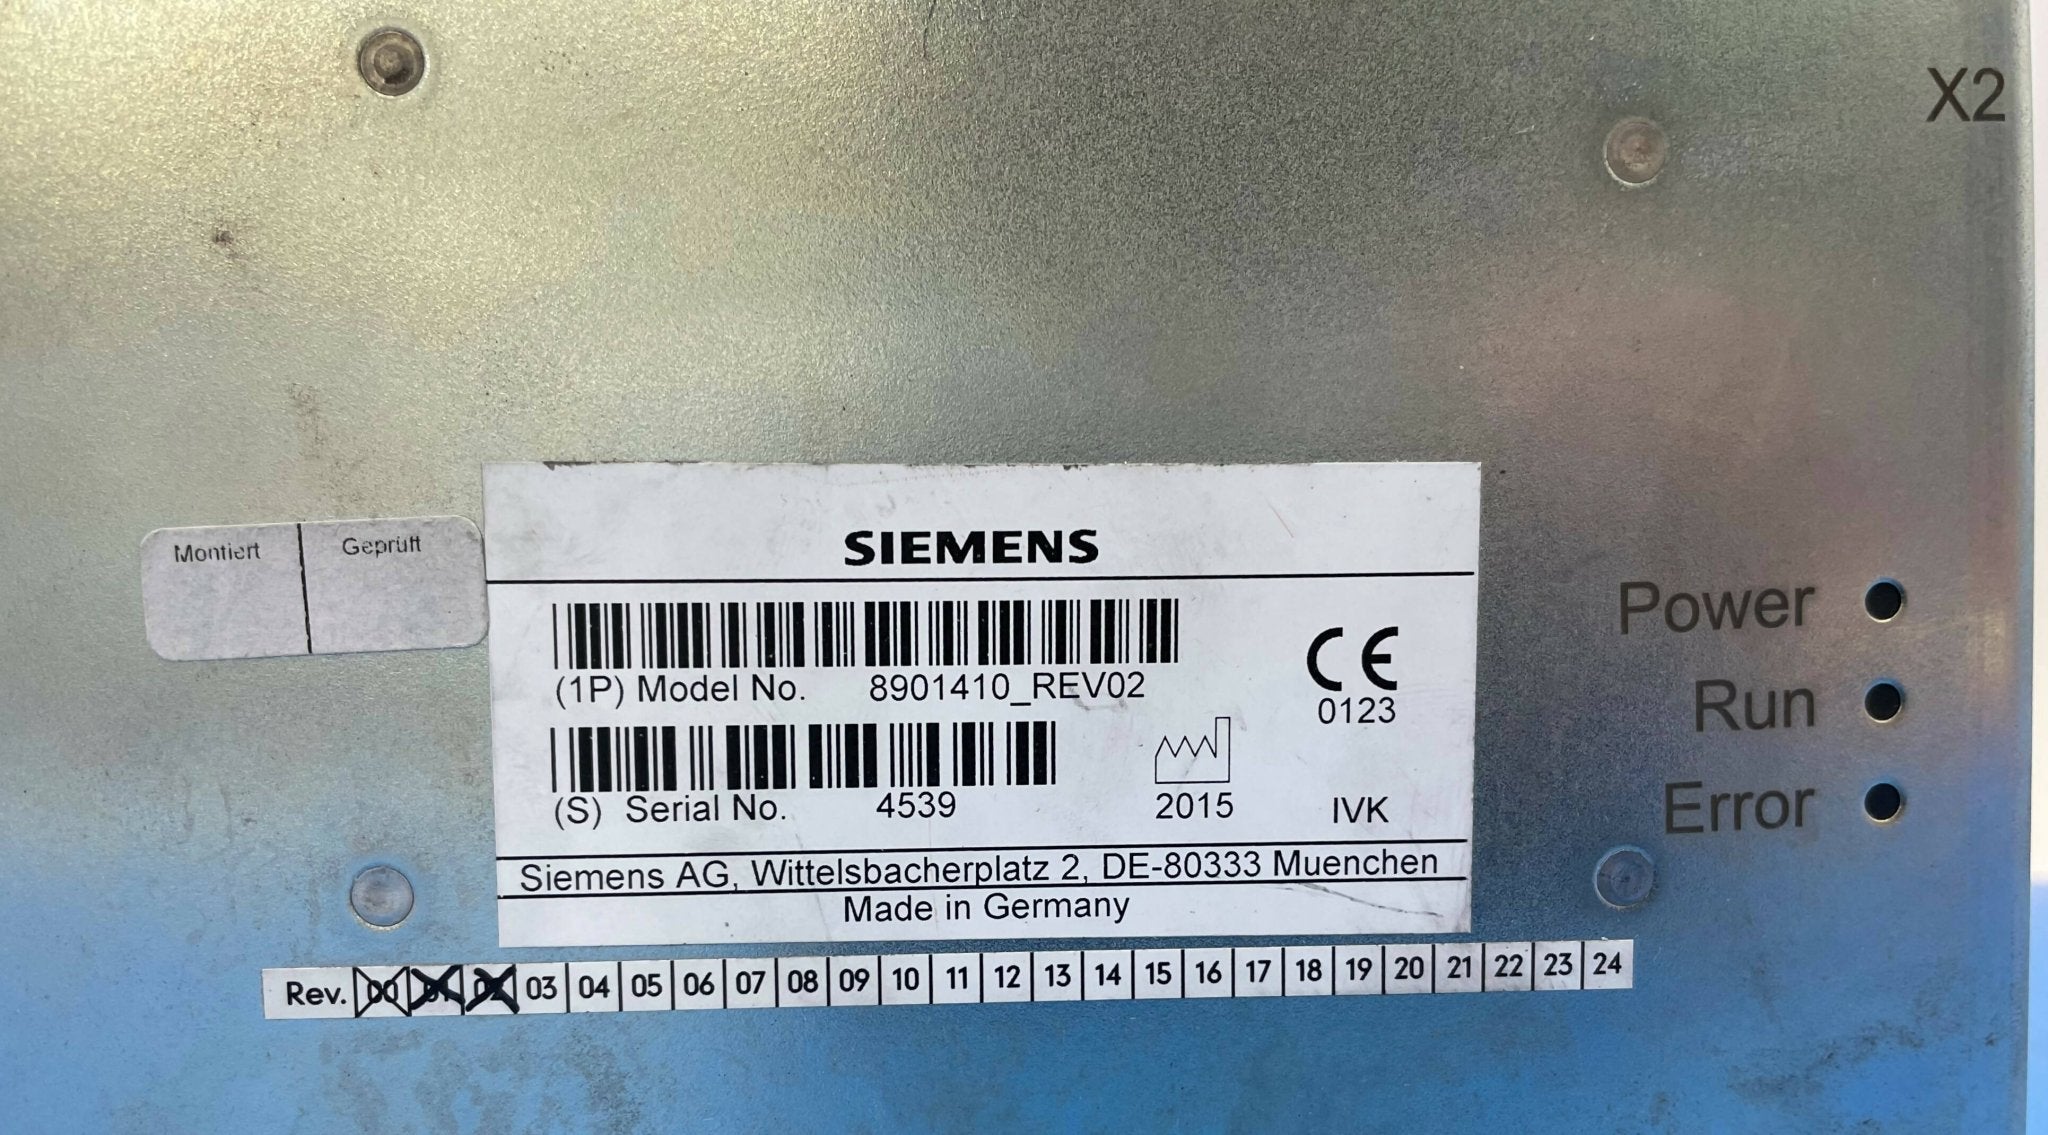 X2
Montiert Geprüft
SIEMENS
(1P) Model No. 8901410_REV02
CE
0123
(S) Serial No. 4539
2015
IVK
Siemens AG, Wittelsbacherplatz 2, DE-80333 Muenchen
Made in Germany
Power
Run
Error
Rev. 00 01 02 03 04 05 06 07 08 09 10 11 12 13 14 15 16 17 18 19 20 21 22 23 24